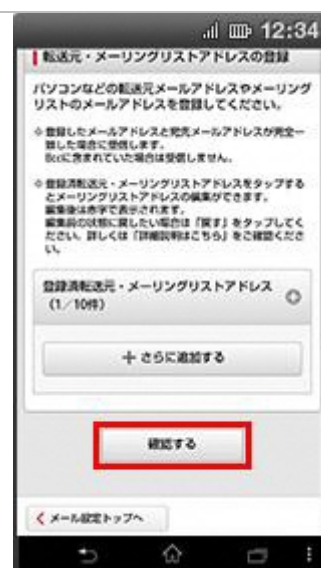 12:34
転送元・メーリングリストアドレスの登録
パソコンなどの転送元メールアドレスやメーリング
リストのメールアドレスを登録してください。
※登録したメールアドレスと宛先メールアドレスが完全一
致した場合に受信します。
Bccに含まれていた場合は受信しません。
※登録済転送元・メーリングリストアドレスをタップする
とメーリングリストアドレスの編集ができます。
編集後は赤字で表示されます。
編集前の状態に戻したい場合は「戻す」をタップしてく
ださい。詳しくは「詳細説明はこちら」をご確認くださ
い。
登録済転送元・メーリングリストアドレス
(1/10件)
+ さらに追加する
確認する
メール設定トップへ